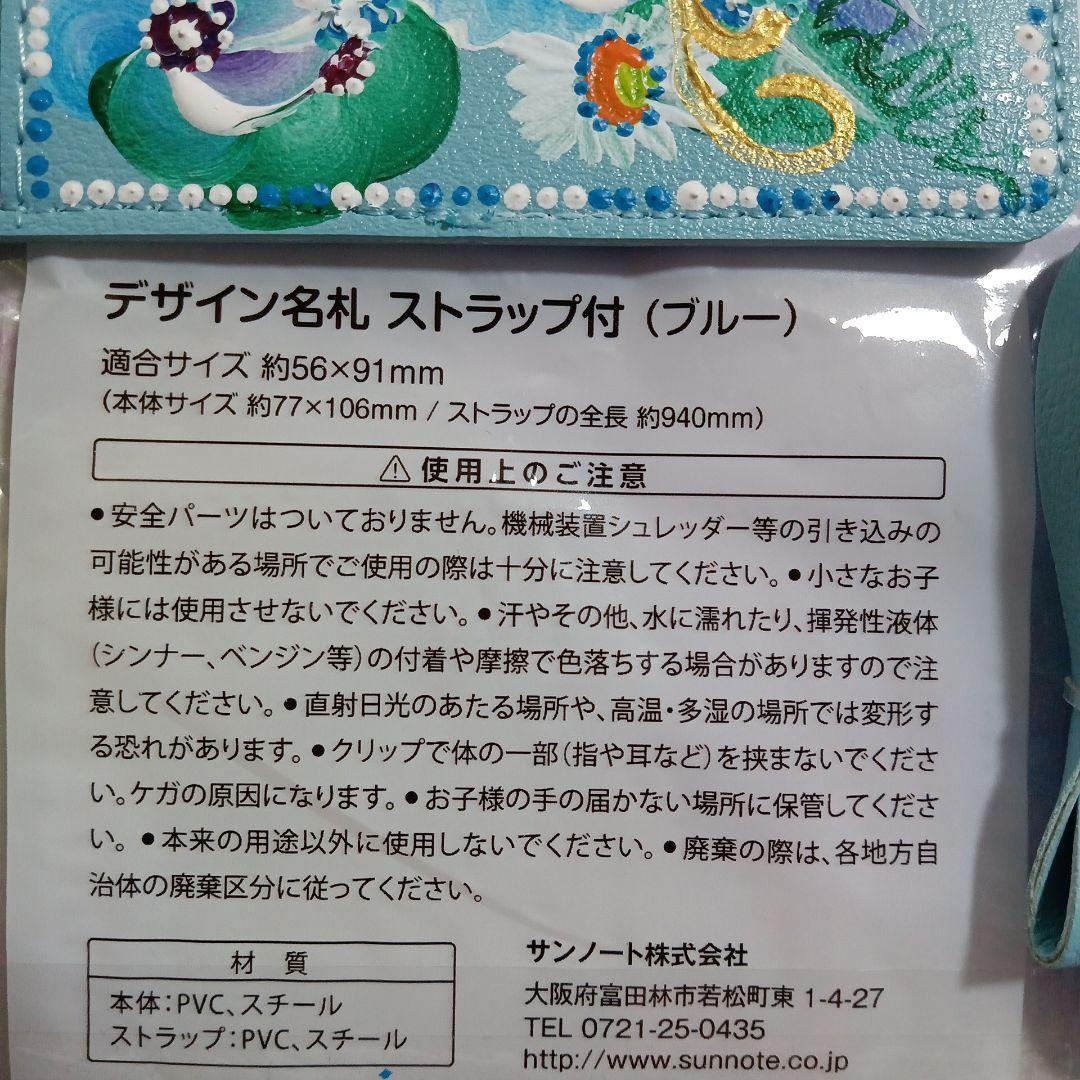 デザイン名札 ストラップ付（ブルー）
適合サイズ 約56×91mm
（本体サイズ 約77×106mm / ストラップの全長 約940mm）
⚠使用上のご注意
●安全パーツはついておりません。機械装置シュレッダー等の引き込みの
可能性がある場所でご使用の際は十分に注意してください。●小さなお子
様には使用させないでください。●汗やその他、水に濡れたり、揮発性液体
（シンナー、ベンジン等）の付着や摩擦で色落ちする場合がありますので注
意してください。●直射日光のあたる場所や、高温・多湿の場所では変形す
る恐れがあります。●クリップで体の一部（指や耳など）を挟まないでくださ
い。ケガの原因になります。●お子様の手の届かない場所に保管してくださ
い。●本来の用途以外に使用しないでください。●廃棄の際は、各地方自
治体の廃棄区分に従ってください。
材 質
本体：PVC、スチール
ストラップ：PVC、スチール
サンノート株式会社
大阪府富田林市若松町東 1-4-27
TEL 0721-25-0435
http://www.sunnote.co.jp